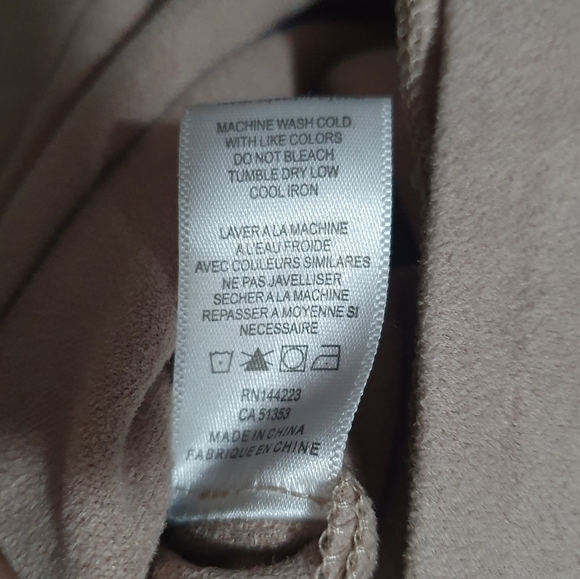 MACHINE WASH COLD
WITH LIKE COLORS
DO NOT BLEACH
TUMBLE DRY LOW
COOL IRON
LAVER A LA MACHINE
A L'EAU FROIDE
AVEC COULEURS SIMILARES
NE PAS JAVELLISER
SECHER A LA MACHINE
REPASSER A MOYENNE SI
NECESSAIRE
RN144223
CA 51353
MADE IN CHINA
FABRIQUE EN CHINE